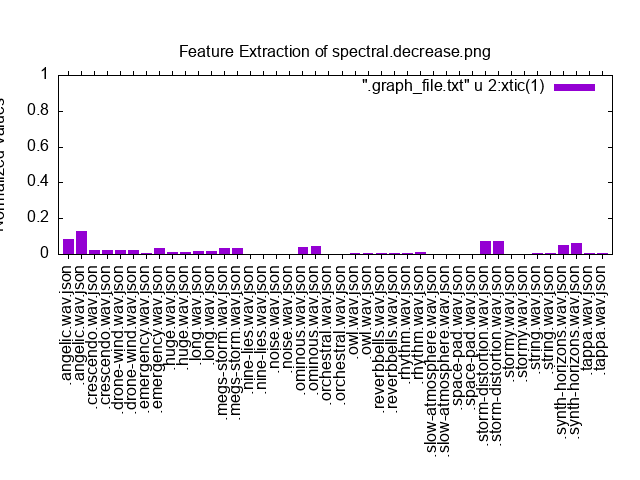 Feature Extraction of spectral.decrease.png
".graph_file.txt" u 2:xtic(1)
Normalized Values
1
0.8
0.6
0.4
0.2
0
.angelic.wav.json
.angelic.wav.json
.crescendo.wav.json
.crescendo.wav.json
.drone-wind.wav.json
.drone-wind.wav.json
.emergency.wav.json
.emergency.wav.json
.huge.wav.json
.huge.wav.json
.long.wav.json
.long.wav.json
.megs-storm.wav.json
.megs-storm.wav.json
.nine-lies.wav.json
.nine-lies.wav.json
.noise.wav.json
.noise.wav.json
.ominous.wav.json
.ominous.wav.json
.orchestral.wav.json
.orchestral.wav.json
.owl.wav.json
.owl.wav.json
.reverbbells.wav.json
.reverbbells.wav.json
.rhythm.wav.json
.rhythm.wav.json
.slow-atmosphere.wav.json
.slow-atmosphere.wav.json
.space-pad.wav.json
.space-pad.wav.json
.storm-distortion.wav.json
.storm-distortion.wav.json
.stormy.wav.json
.stormy.wav.json
.string.wav.json
.string.wav.json
.synth-horizons.wav.json
.synth-horizons.wav.json
.tappa.wav.json
.tappa.wav.json